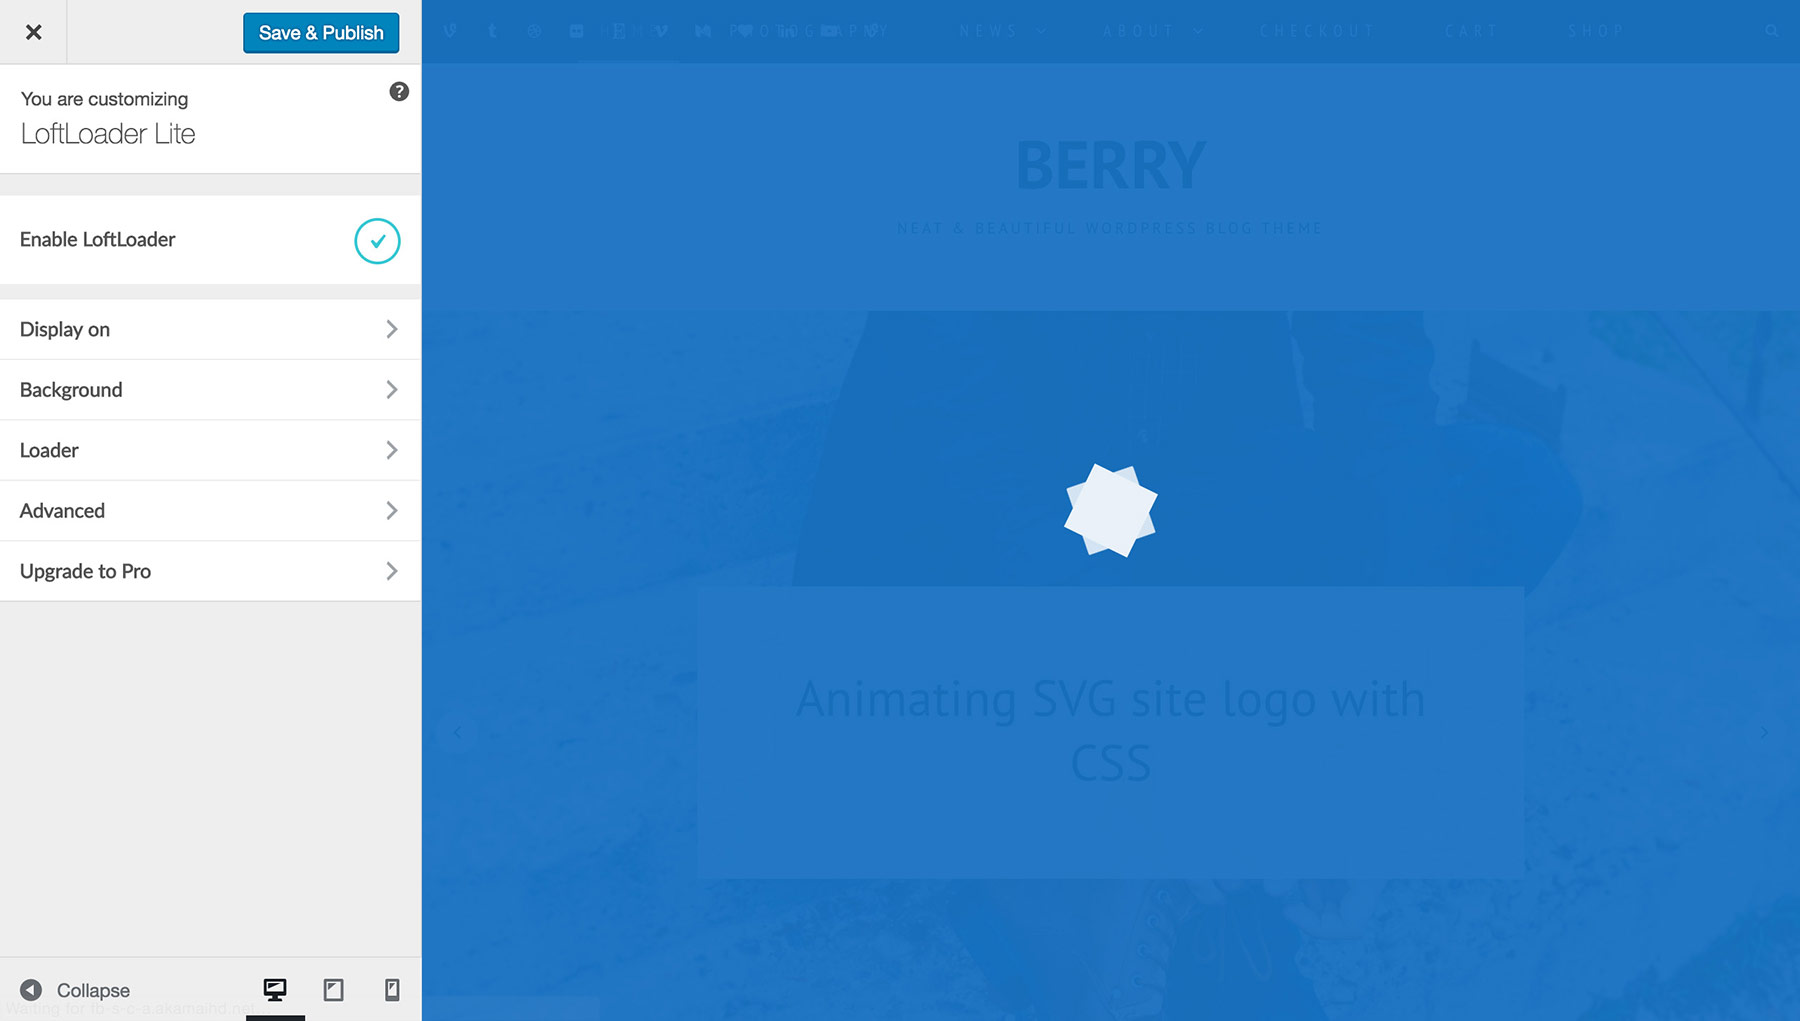 Save & Publish
You are customizing
LoftLoader Lite
Enable LoftLoader
Display on
Background
Loader
Advanced
Upgrade to Pro
Collapse
Waiting for fb-s-c-a.akamaihd.net...
HOME PHOTOGRAPHY NEWS ABOUT CHECKOUT CART SHOP
BERRY
NEAT & BEAUTIFUL WORDPRESS BLOG THEME
Animating SVG site logo with
CSS